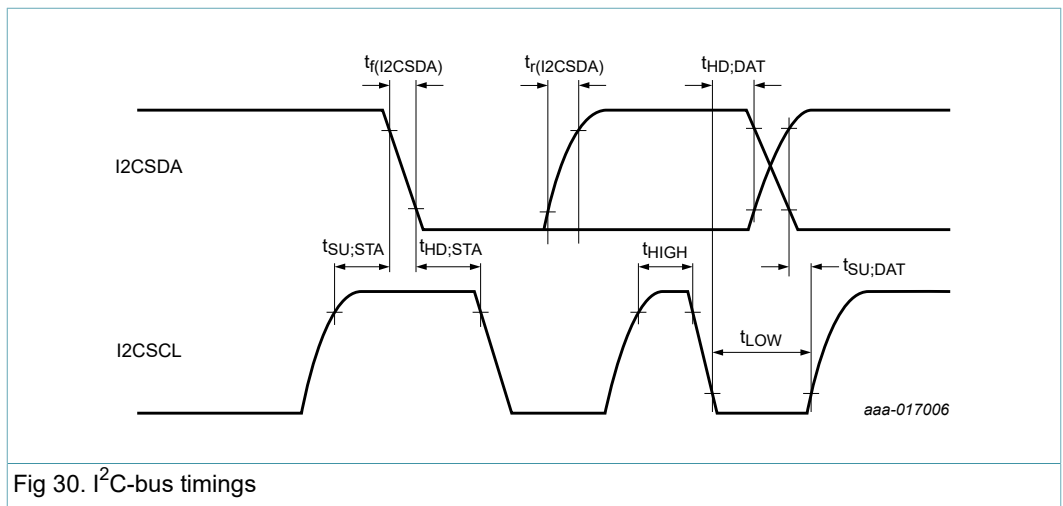 tf(I2CSDA) tr(I2CSDA) tHD;DAT
I2CSDA
tSU;STA tHD;STA tHIGH tSU;DAT
tLOW
I2CSCL
aaa-017006
Fig 30. I²C-bus timings